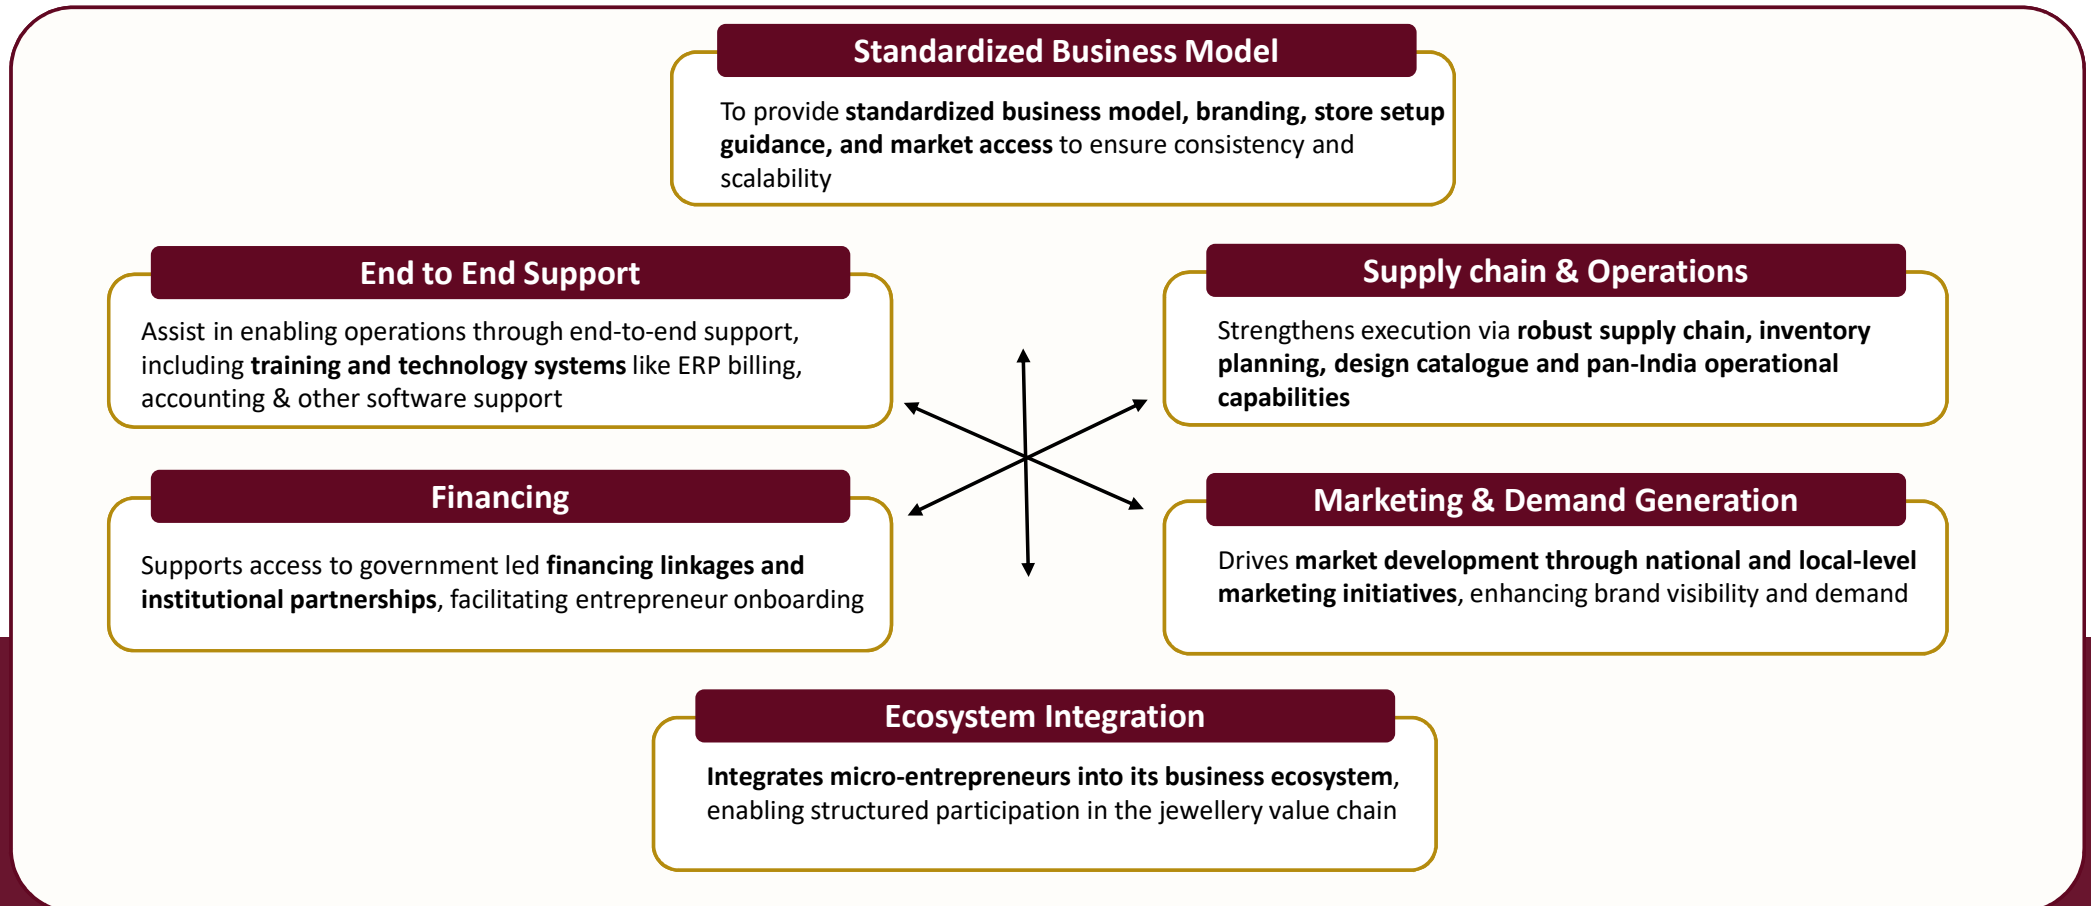 Standardized Business Model
To provide standardized business model, branding, store setup
guidance, and market access to ensure consistency and
scalability
End to End Support
Assist in enabling operations through end-to-end support,
including training and technology systems like ERP billing,
accounting & other software support
Supply chain & Operations
Strengthens execution via robust supply chain, inventory
planning, design catalogue and pan-India operational
capabilities
Financing
Supports access to government led financing linkages and
institutional partnerships, facilitating entrepreneur onboarding
Marketing & Demand Generation
Drives market development through national and local-level
marketing initiatives, enhancing brand visibility and demand
Ecosystem Integration
Integrates micro-entrepreneurs into its business ecosystem,
enabling structured participation in the jewellery value chain